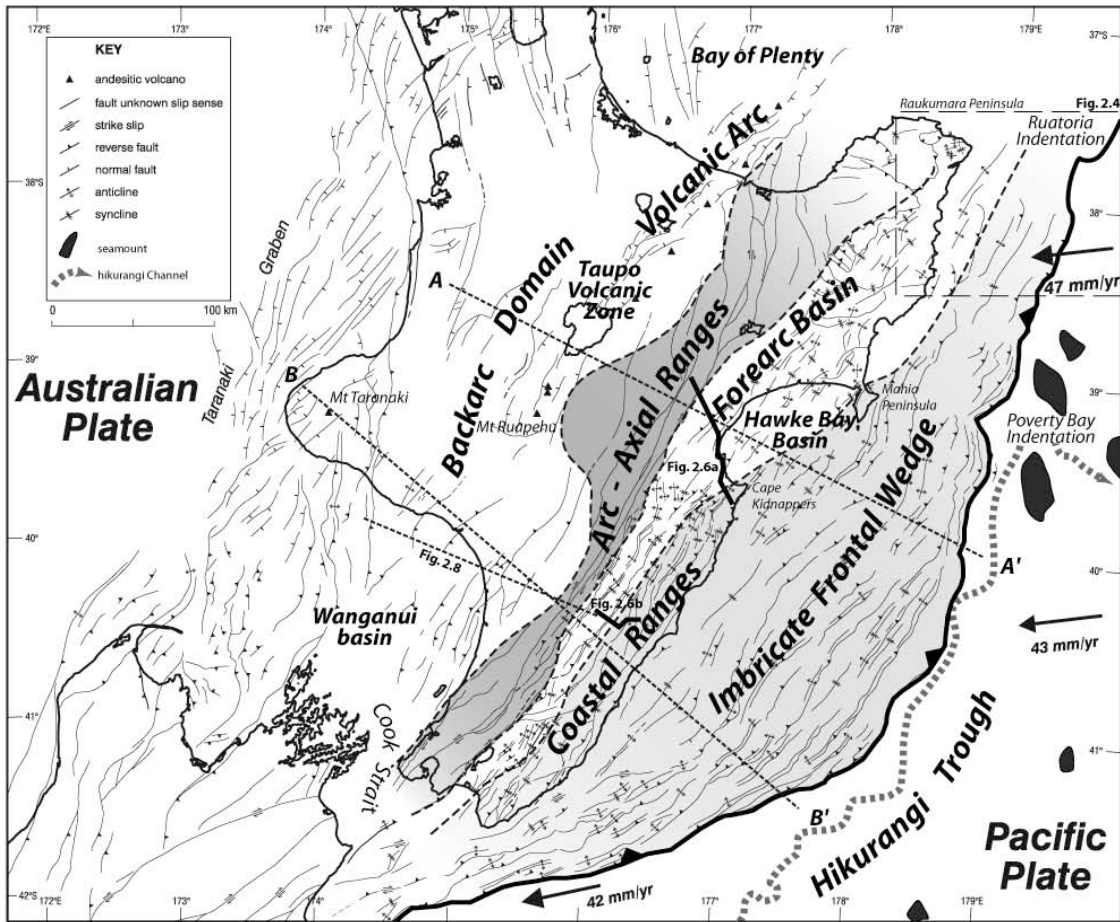 172°E
173°
174°
175°
176°
177°
178°
179°E
37°S
KEY
andesitic volcano
fault unknown slip sense
strike slip
reverse fault
normal fault
anticline
syncline
seamount
hikurangi Channel
0
100 km
Bay of Plenty
Raukumara Peninsula
Fig. 2.4
Ruatoria
Indentation
38°S
38°
Graben
Taranaki
Volcanic Arc
Backarc Domain
Taupo
Volcanic
Zone
A
47 mm/yr
39°
39°
Australian
Plate
B
Mt Taranaki
Mt Ruapehu
Arc - Axial Ranges
Forearc Basin
Hawke Bay
Basin
Mahia
Peninsula
Poverty Bay
Indentation
Fig. 2.6a
Cape
Kidnappers
40°
40°
Fig. 2.8
A'
Fig. 2.6b
Wanganui
basin
Coastal Ranges
Imbricate Frontal Wedge
43 mm/yr
41°
41°
Cook Strait
B'
Hikurangi Trough
Pacific
Plate
42 mm/yr
42°S
172°E
173°
174
177°
178°
179°